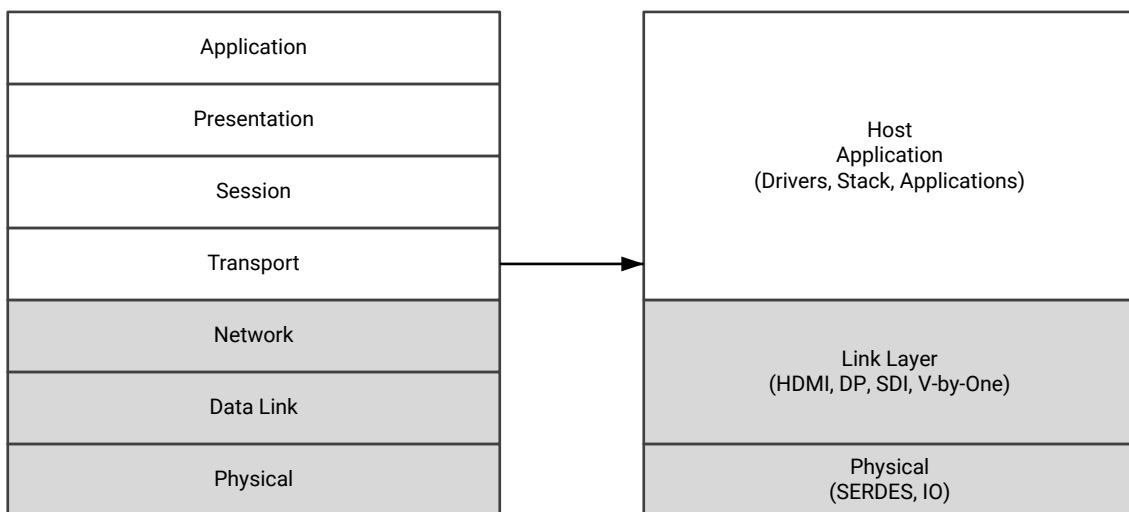 Application
Presentation
Session
Transport
Network
Data Link
Physical
Host
Application
(Drivers, Stack, Applications)
Link Layer
(HDMI, DP, SDI, V-by-One)
Physical
(SERDES, IO)